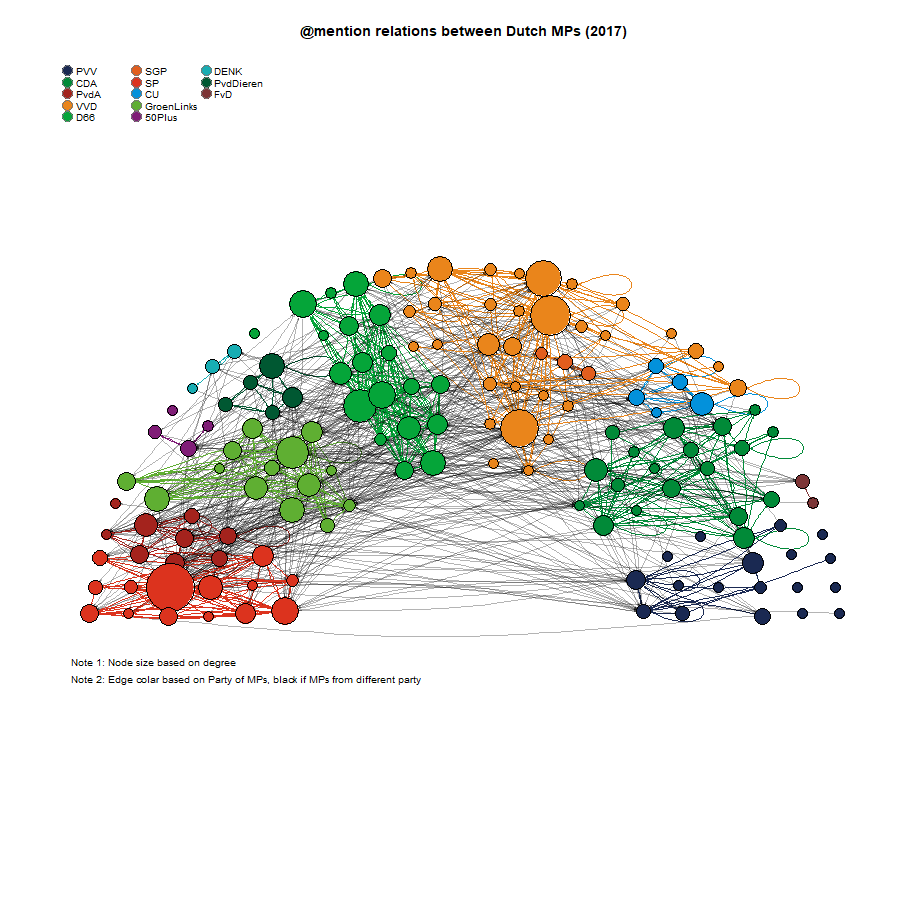 @mention relations between Dutch MPs (2017)
PVV SGP DENK
CDA SP PvdDieren
PvdA CU FvD
VVD GroenLinks
D66 50Plus
Note 1: Node size based on degree
Note 2: Edge colar based on Party of MPs, black if MPs from different party